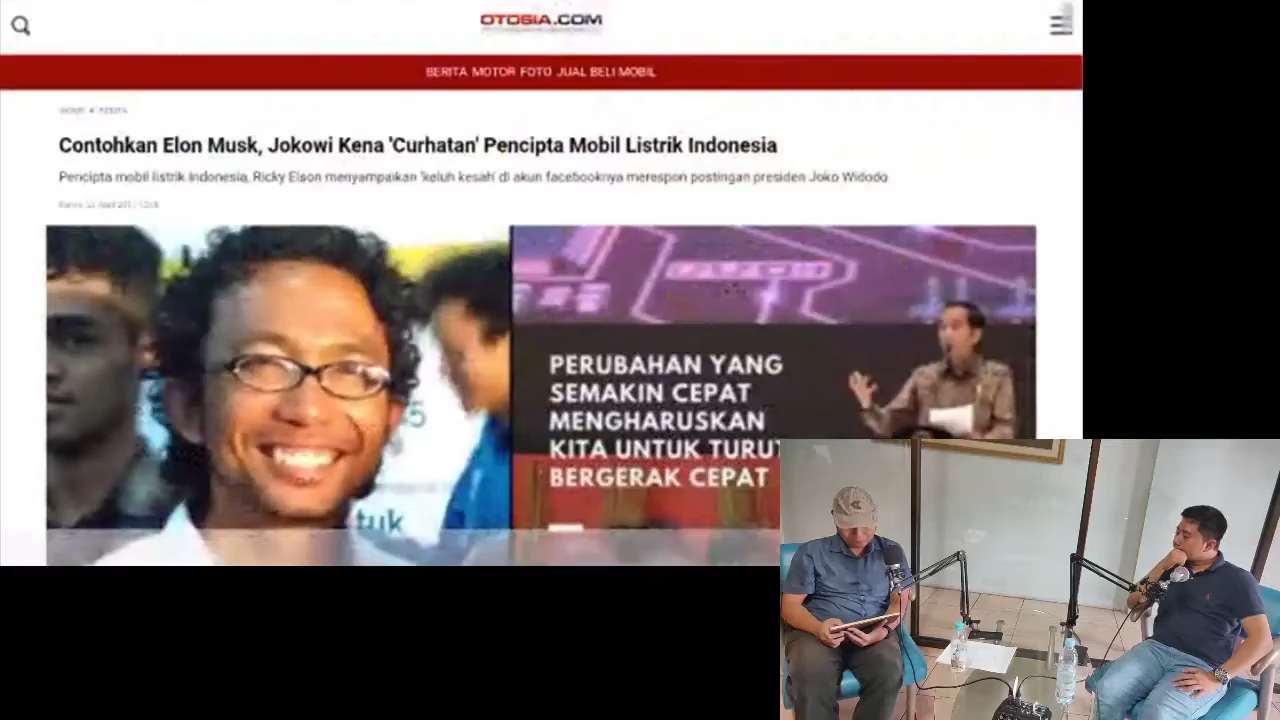 OTOSIA.COM
BERITA MOTOR FOTO JUAL BELI MOBIL
Contohkan Elon Musk, Jokowi Kena 'Curhatan' Pencipta Mobil Listrik Indonesia
Pencipta mobil listrik Indonesia, Ricky Elson menyampaikan 'keluh kesah' di akun facebooknya merespon postingan presiden Joko Widodo
PERUBAHAN YANG
SEMAKIN CEPAT
MENGHARUSKAN
KITA UNTUK TURUT
BERGERAK CEPAT
tuk